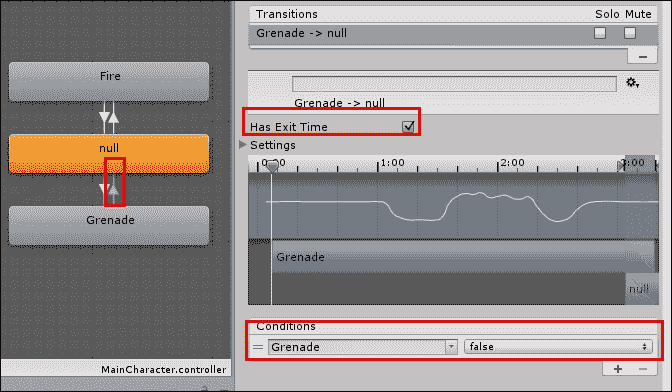 Fire
null
Grenade
MainCharacter.controller
Transitions
Solo Mute
Grenade -> null
Grenade -> null
Has Exit Time
Settings
0:00 1:00 2:00 3:00
Grenade
null
Conditions
Grenade false